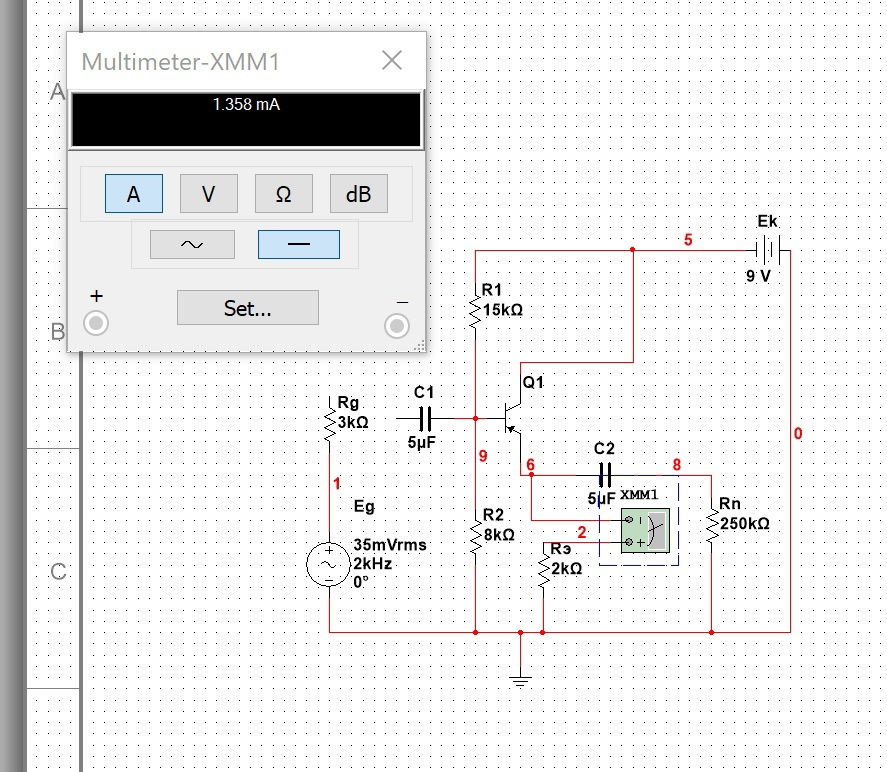 Multimeter-XMM1
A
1.358 mA
A
V
Ω
dB
+
Set...
B
Ek
5
9 V
R1
15kΩ
Q1
C1
5µF
Rg
3kΩ
1
9
6
C2
5µF
8
XMM1
2
0
Eg
R2
8kΩ
Rэ
2kΩ
Rn
250kΩ
35mVrms
2kHz
0°
C